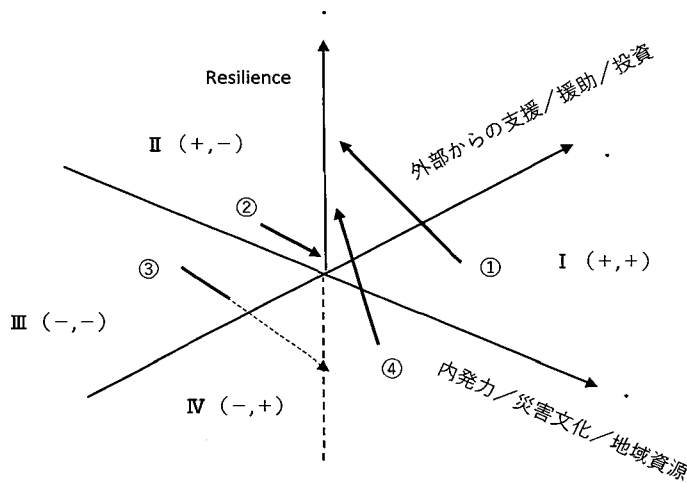 Resilience
外部からの支援／援助／投資
Ⅱ (+,-)
②
①
Ⅰ (+,+)
③
Ⅲ (-,-)
④
内発力／災害文化／地域資源
Ⅳ (-,+)